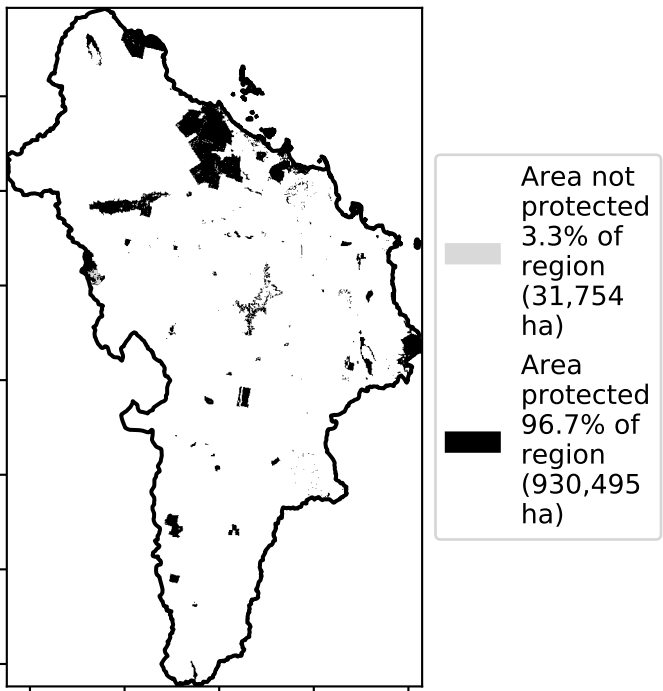 Area not
protected
3.3% of
region
(31,754
ha)
Area
protected
96.7% of
region
(930,495
ha)